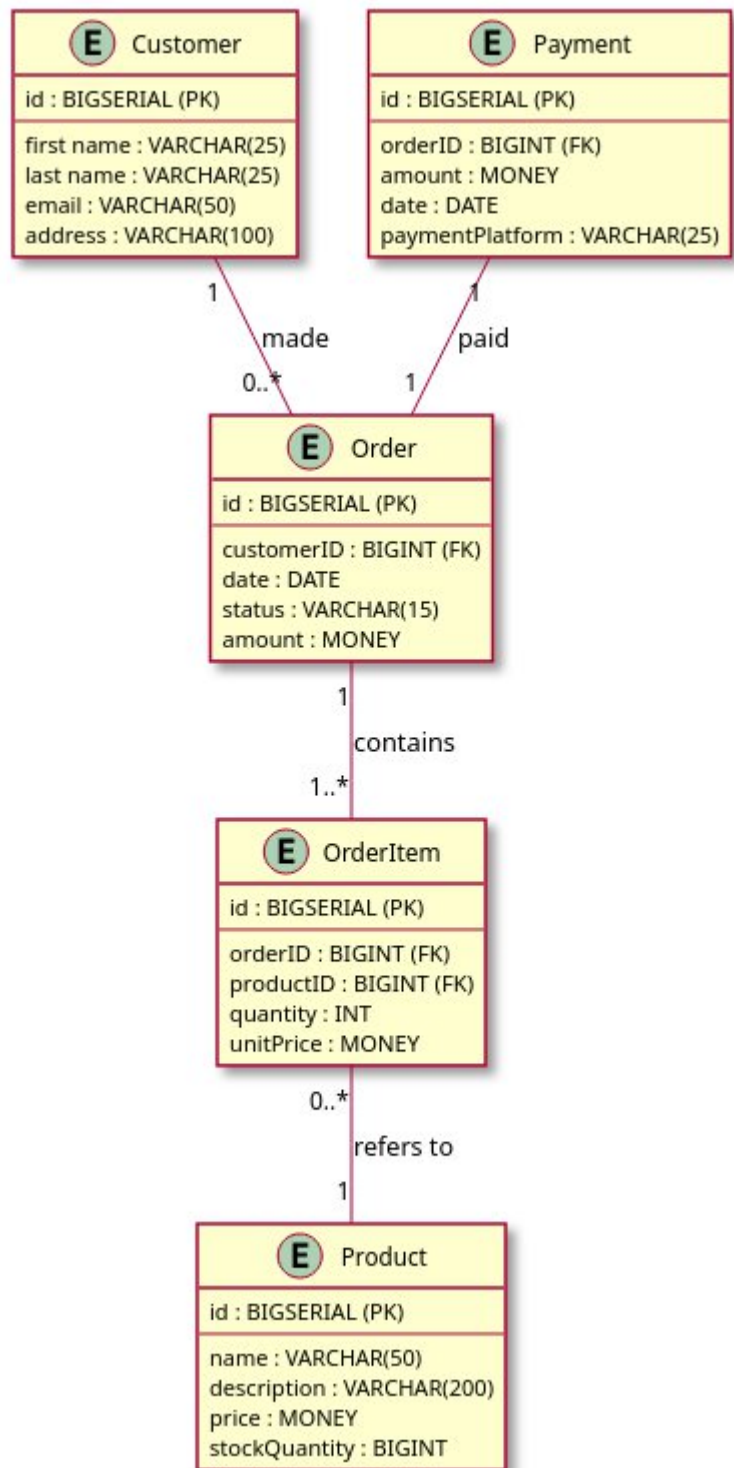 E Customer
id : BIGSERIAL (PK)
first name : VARCHAR(25)
last name : VARCHAR(25)
email : VARCHAR(50)
address : VARCHAR(100)
E Payment
id : BIGSERIAL (PK)
orderID : BIGINT (FK)
amount : MONEY
date : DATE
paymentPlatform : VARCHAR(25)
1
made
0..*
1
paid
1
E Order
id : BIGSERIAL (PK)
customerID : BIGINT (FK)
date : DATE
status : VARCHAR(15)
amount : MONEY
1
contains
1..*
E OrderItem
id : BIGSERIAL (PK)
orderID : BIGINT (FK)
productID : BIGINT (FK)
quantity : INT
unitPrice : MONEY
0..*
refers to
1
E Product
id : BIGSERIAL (PK)
name : VARCHAR(50)
description : VARCHAR(200)
price : MONEY
stockQuantity : BIGINT